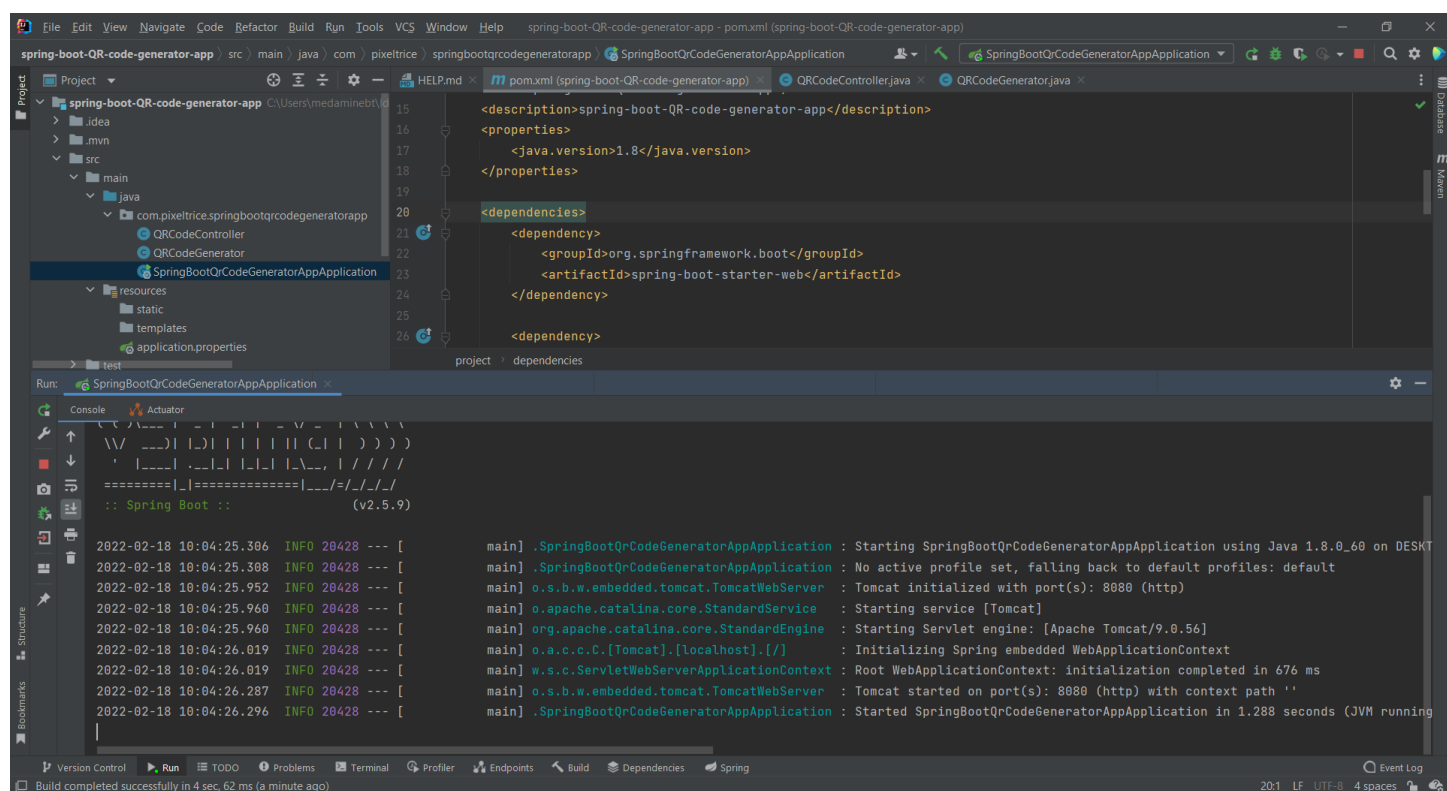 File Edit View Navigate Code Refactor Build Run Tools VCS Window Help spring-boot-QR-code-generator-app - pom.xml (spring-boot-QR-code-generator-app)
spring-boot-QR-code-generator-app src main java com pixeltrice springbootqrcodegeneratorapp SpringBootQrCodeGeneratorAppApplication SpringBootQrCodeGeneratorAppApplication
Project
Project HELP.md pom.xml (spring-boot-QR-code-generator-app) QRCodeController.java QRCodeGenerator.java
spring-boot-QR-code-generator-app C:\Users\medaminebt\Id
.idea
.mvn
src
main
java
com.pixeltrice.springbootqrcodegeneratorapp
QRCodeController
QRCodeGenerator
SpringBootQrCodeGeneratorAppApplication
resources
static
templates
application.properties
test
15 <description>spring-boot-QR-code-generator-app</description>
16 <properties>
17 <java.version>1.8</java.version>
18 </properties>
19
20 <dependencies>
21 <dependency>
22 <groupId>org.springframework.boot</groupId>
23 <artifactId>spring-boot-starter-web</artifactId>
24 </dependency>
25
26 <dependency>
project dependencies
Database
Maven
Run: SpringBootQrCodeGeneratorAppApplication
Console Actuator
\\/  ___)| |_)| | | | | || (_| |  ) ) ) )
'  |____| .__|_| |_|_| |_\__, | / / / /
=========|_|==============|___/=/_/_/_/
:: Spring Boot :: (v2.5.9)
2022-02-18 10:04:25.306 INFO 20428 --- [ main] .SpringBootQrCodeGeneratorAppApplication : Starting SpringBootQrCodeGeneratorAppApplication using Java 1.8.0_60 on DESKT
2022-02-18 10:04:25.308 INFO 20428 --- [ main] .SpringBootQrCodeGeneratorAppApplication : No active profile set, falling back to default profiles: default
2022-02-18 10:04:25.952 INFO 20428 --- [ main] o.s.b.w.embedded.tomcat.TomcatWebServer : Tomcat initialized with port(s): 8080 (http)
2022-02-18 10:04:25.960 INFO 20428 --- [ main] o.apache.catalina.core.StandardService : Starting service [Tomcat]
2022-02-18 10:04:25.960 INFO 20428 --- [ main] org.apache.catalina.core.StandardEngine : Starting Servlet engine: [Apache Tomcat/9.0.56]
2022-02-18 10:04:26.019 INFO 20428 --- [ main] o.a.c.c.C.[Tomcat].[localhost].[/] : Initializing Spring embedded WebApplicationContext
2022-02-18 10:04:26.019 INFO 20428 --- [ main] w.s.c.ServletWebServerApplicationContext : Root WebApplicationContext: initialization completed in 676 ms
2022-02-18 10:04:26.287 INFO 20428 --- [ main] o.s.b.w.embedded.tomcat.TomcatWebServer : Tomcat started on port(s): 8080 (http) with context path ''
2022-02-18 10:04:26.296 INFO 20428 --- [ main] .SpringBootQrCodeGeneratorAppApplication : Started SpringBootQrCodeGeneratorAppApplication in 1.288 seconds (JVM running
Structure
Bookmarks
Version Control Run TODO Problems Terminal Profiler Endpoints Build Dependencies Spring Event Log
Build completed successfully in 4 sec, 62 ms (a minute ago) 20:1 LF UTF-8 4 spaces